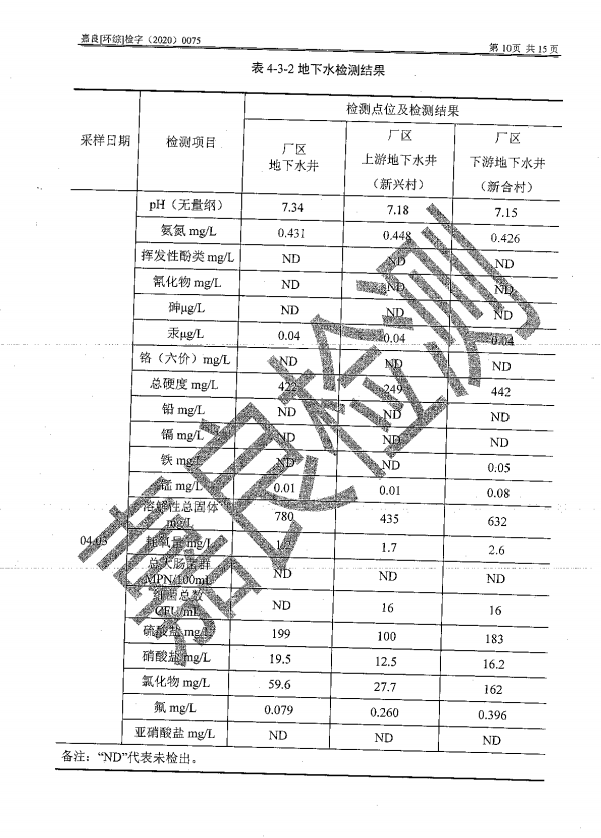 嘉良[环综]检字（2020）0075
第 10页 共 15 页
表 4-3-2 地下水检测结果
采样日期 检测项目 检测点位及检测结果
厂区 地下水井 厂区 上游地下水井 （新兴村） 厂区 下游地下水井 （新合村）
04.03
pH（无量纲） 7.34 7.18 7.15
氨氮 mg/L 0.431 0.448 0.426
挥发性酚类 mg/L ND ND ND
氰化物 mg/L ND ND ND
砷μg/L ND ND ND
汞μg/L 0.04 0.04 0.04
铬（六价）mg/L ND ND ND
总硬度 mg/L 422 249 442
铅 mg/L ND ND ND
镉 mg/L ND ND ND
铁 mg/L ND ND 0.05
锰 mg/L 0.01 0.01 0.08
溶解性总固体 mg/L 780 435 632
耗氧量 mg/L 1.7 2.6
总大肠菌群 MPN/100mL ND ND ND
细菌总数 CFU/mL ND 16 16
硫酸盐 mg/L 199 100 183
硝酸盐 mg/L 19.5 12.5 16.2
氯化物 mg/L 59.6 27.7 162
氟 mg/L 0.079 0.260 0.396
亚硝酸盐 mg/L ND ND ND
备注：“ND”代表未检出。
嘉良检测